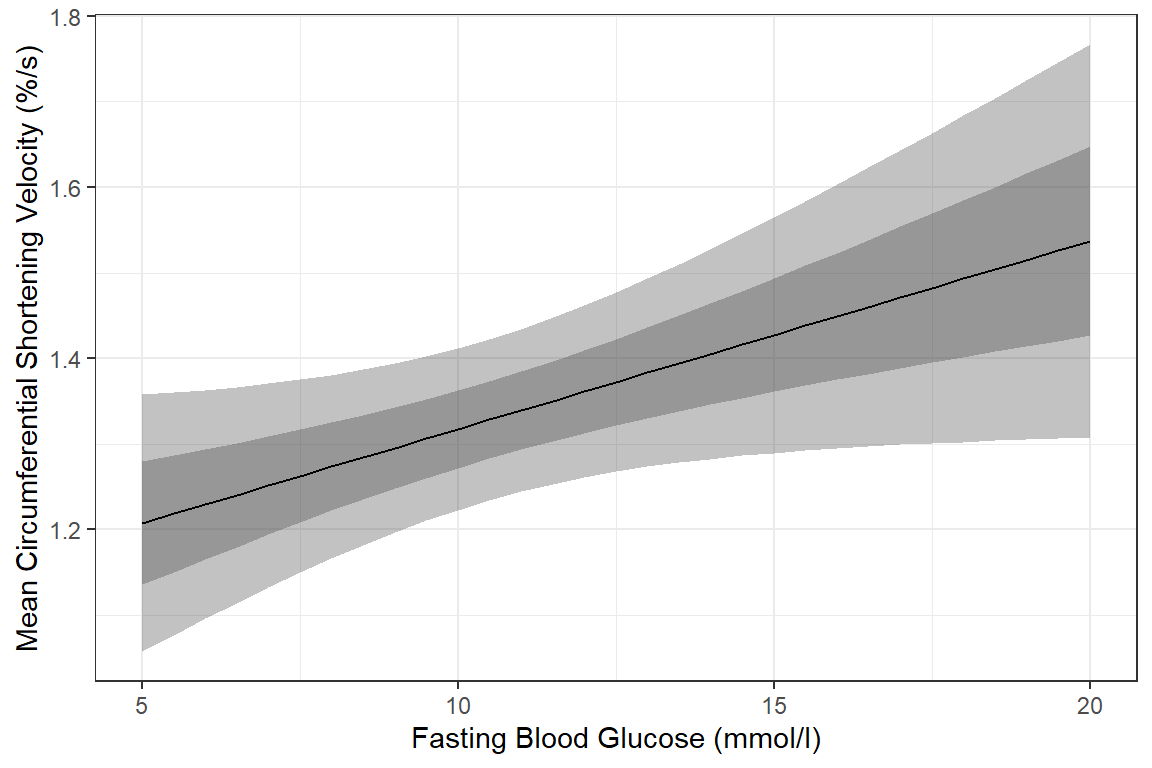 Mean Circumferential Shortening Velocity (%/s)
1.8
1.6
1.4
1.2
5 10 15 20
Fasting Blood Glucose (mmol/l)